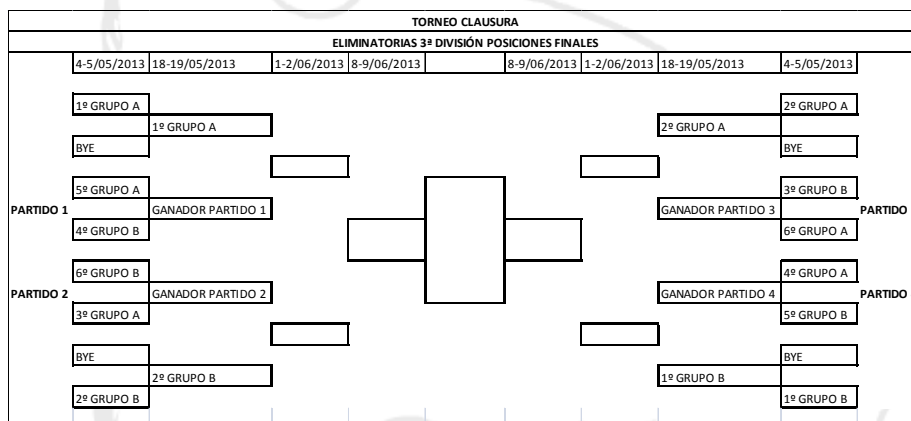 TORNEO CLAUSURA
ELIMINATORIAS 3ª DIVISIÓN POSICIONES FINALES
4-5/05/2013 18-19/05/2013 1-2/06/2013 8-9/06/2013 8-9/06/2013 1-2/06/2013 18-19/05/2013 4-5/05/2013
1º GRUPO A 2º GRUPO A
1º GRUPO A 2º GRUPO A
BYE BYE
5º GRUPO A 3º GRUPO B
PARTIDO 1 GANADOR PARTIDO 1 GANADOR PARTIDO 3 PARTIDO
4º GRUPO B 6º GRUPO A
6º GRUPO B 4º GRUPO A
PARTIDO 2 GANADOR PARTIDO 2 GANADOR PARTIDO 4 PARTIDO
3º GRUPO A 5º GRUPO B
BYE BYE
2º GRUPO B 1º GRUPO B
2º GRUPO B 1º GRUPO B